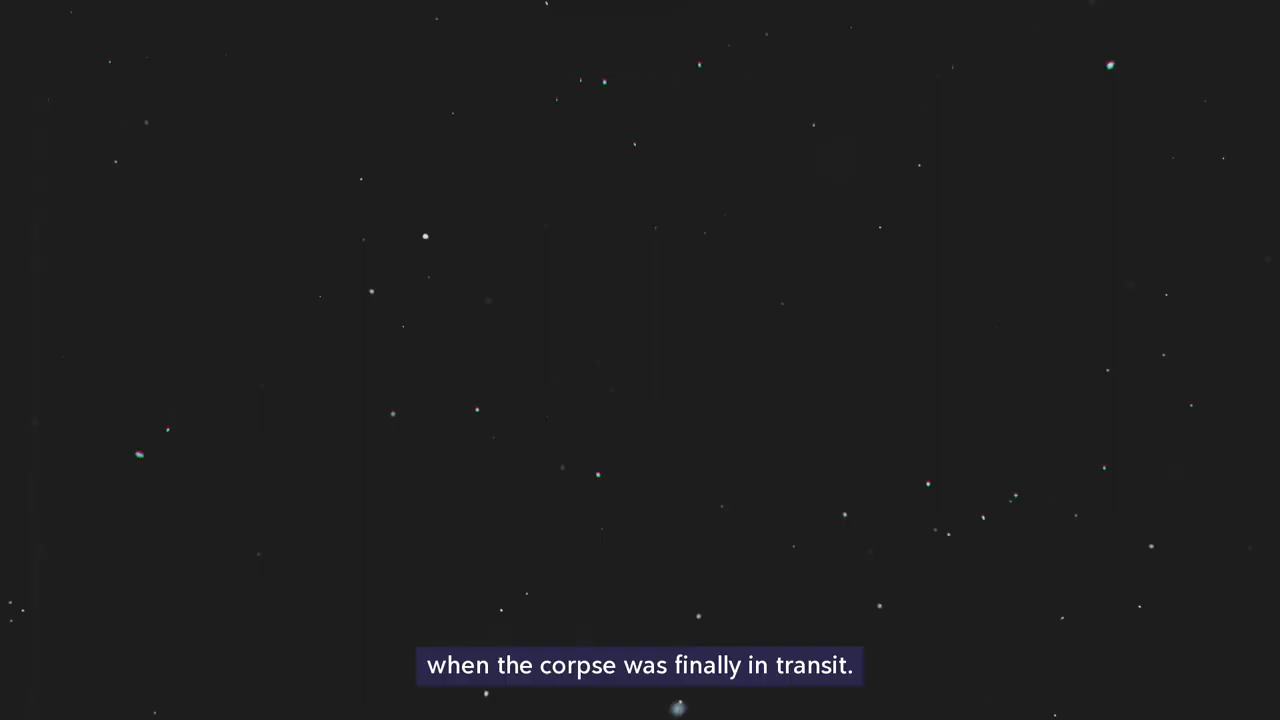 when the corpse was finally in transit.